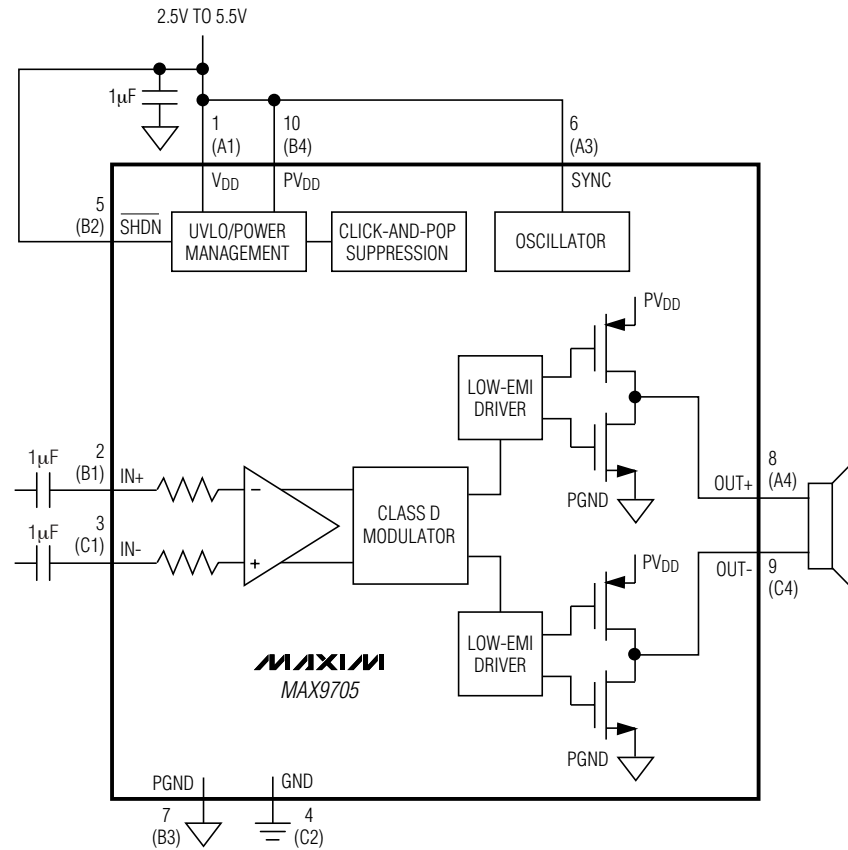 2.5V TO 5.5V
1μF
1
(A1)
10
(B4)
6
(A3)
VDD
PVDD
SYNC
5
(B2)
SHDN
UVLO/POWER
MANAGEMENT
CLICK-AND-POP
SUPPRESSION
OSCILLATOR
PVDD
LOW-EMI
DRIVER
1μF
2
(B1)
IN+
−
CLASS D
MODULATOR
PGND
OUT+
8
(A4)
1μF
3
(C1)
IN-
+
PVDD
OUT-
9
(C4)
LOW-EMI
DRIVER
MAXIM
MAX9705
PGND
PGND
GND
7
(B3)
4
(C2)